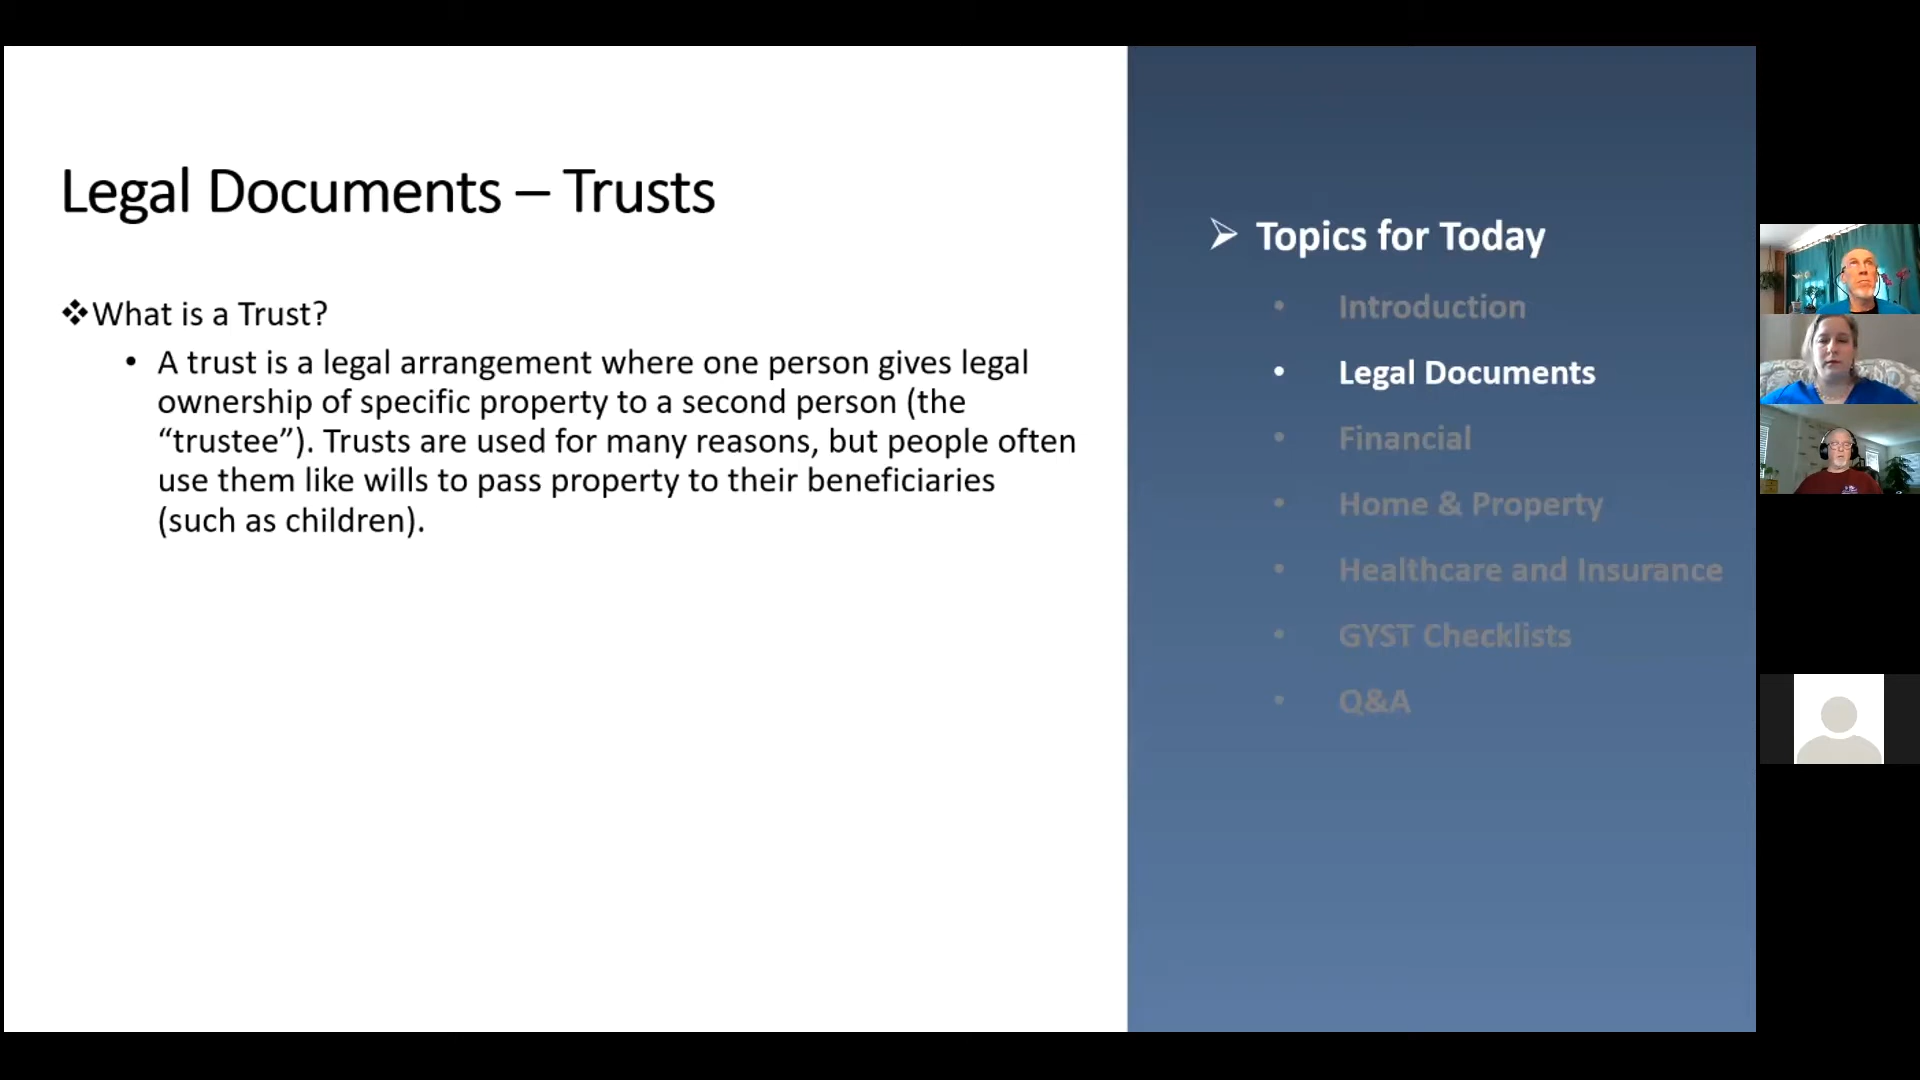 Legal Documents – Trusts
❖What is a Trust?
• A trust is a legal arrangement where one person gives legal
ownership of specific property to a second person (the
“trustee”). Trusts are used for many reasons, but people often
use them like wills to pass property to their beneficiaries
(such as children).
➢ Topics for Today
• Introduction
• Legal Documents
• Financial
• Home & Property
• Healthcare and Insurance
• GYST Checklists
• Q&A